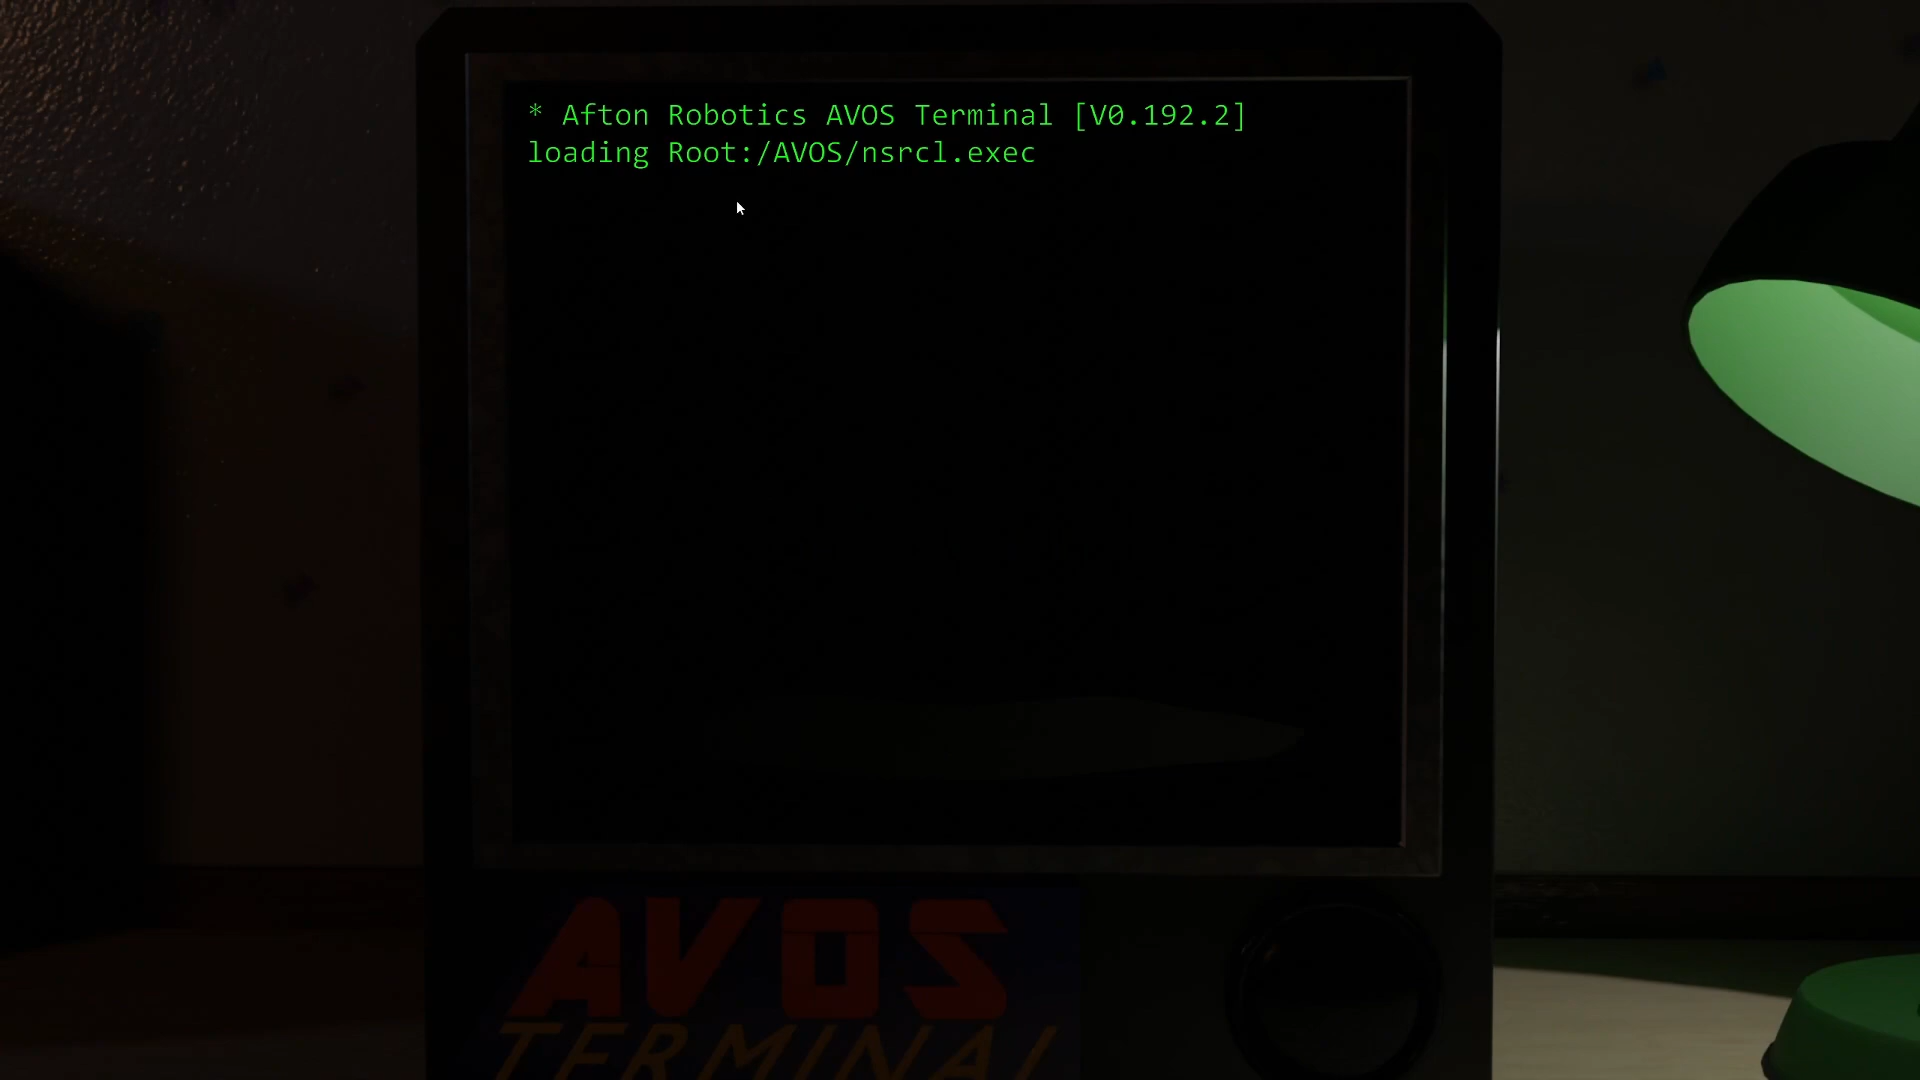 * Afton Robotics AVOS Terminal [V0.192.2]
loading Root:/AVOS/nsrcl.exec
AVOS
TERMINAL